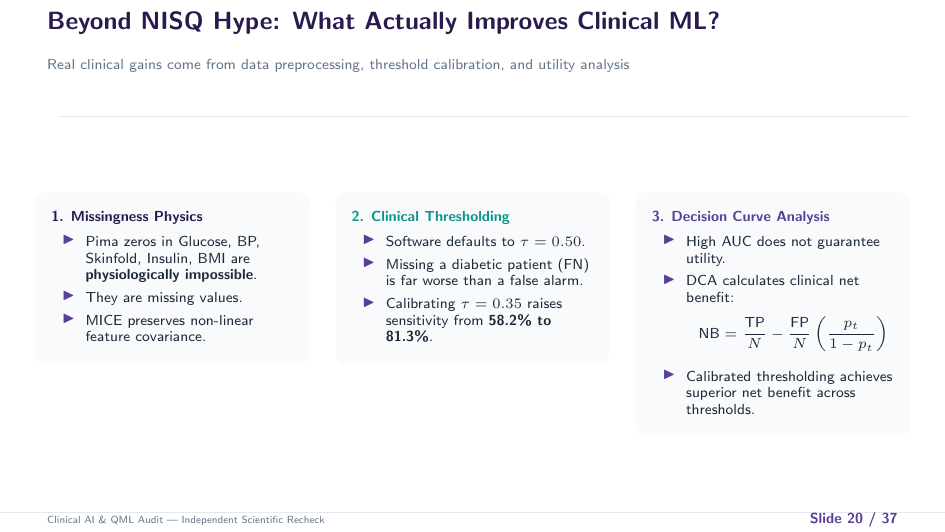 Beyond NISQ Hype: What Actually Improves Clinical ML?
Real clinical gains come from data preprocessing, threshold calibration, and utility analysis
1. Missingness Physics
▶ Pima zeros in Glucose, BP,
Skinfold, Insulin, BMI are
physiologically impossible.
▶ They are missing values.
▶ MICE preserves non-linear
feature covariance.
2. Clinical Thresholding
▶ Software defaults to τ = 0.50.
▶ Missing a diabetic patient (FN)
is far worse than a false alarm.
▶ Calibrating τ = 0.35 raises
sensitivity from 58.2% to
81.3%.
3. Decision Curve Analysis
▶ High AUC does not guarantee
utility.
▶ DCA calculates clinical net
benefit:
NB = TP/N − FP/N (p_t/(1 − p_t))
▶ Calibrated thresholding achieves
superior net benefit across
thresholds.
Clinical AI & QML Audit — Independent Scientific Recheck
Slide 20 / 37